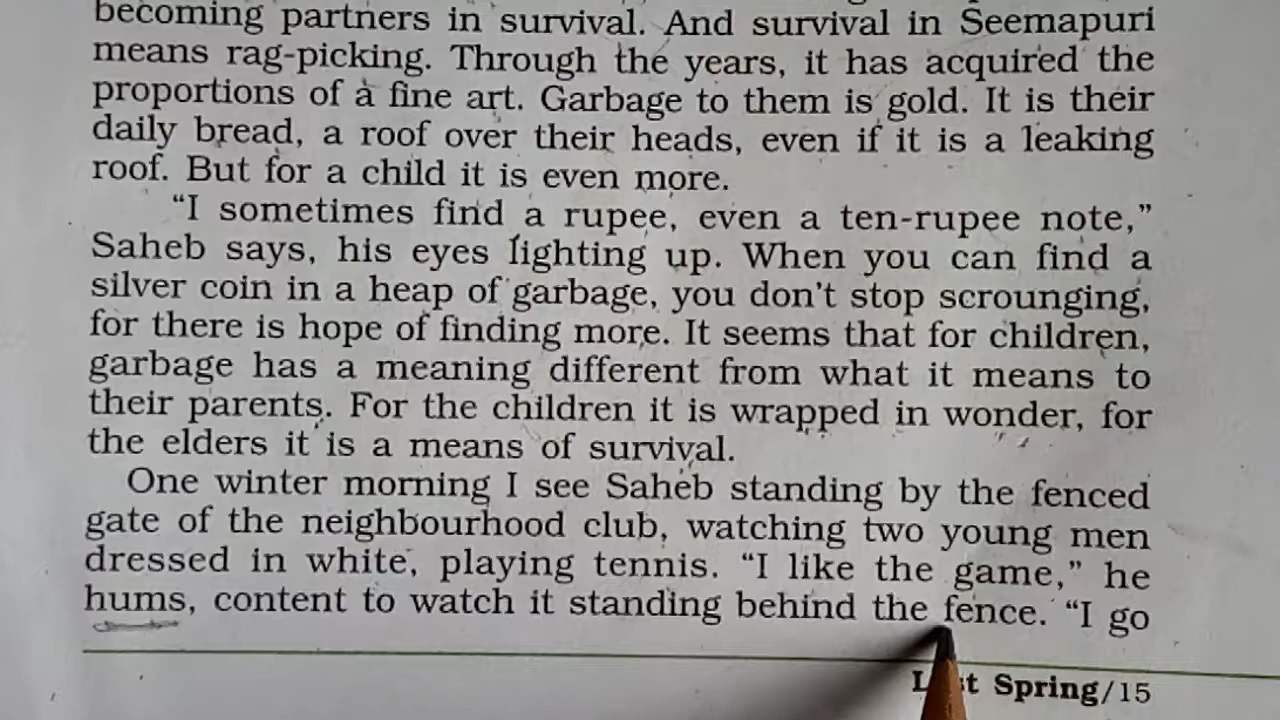 becoming partners in survival. And survival in Seemapuri
means rag-picking. Through the years, it has acquired the
proportions of a fine art. Garbage to them is gold. It is their
daily bread, a roof over their heads, even if it is a leaking
roof. But for a child it is even more.
“I sometimes find a rupee, even a ten-rupee note,”
Saheb says, his eyes lighting up. When you can find a
silver coin in a heap of garbage, you don’t stop scrounging,
for there is hope of finding more. It seems that for children,
garbage has a meaning different from what it means to
their parents. For the children it is wrapped in wonder, for
the elders it is a means of survival.
One winter morning I see Saheb standing by the fenced
gate of the neighbourhood club, watching two young men
dressed in white, playing tennis. “I like the game,” he
hums, content to watch it standing behind the fence. “I go
Spring/15